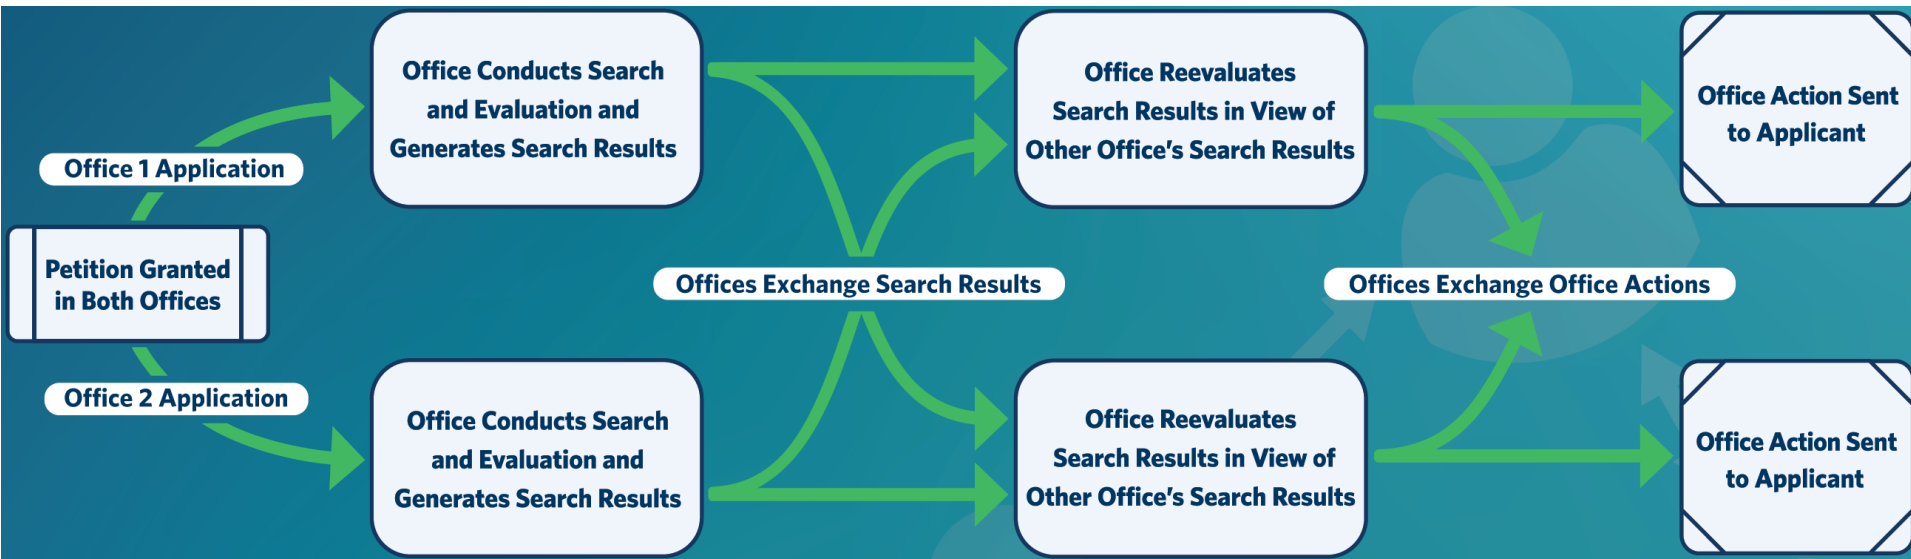 Office 1 Application
Petition Granted
in Both Offices
Office 2 Application
Office Conducts Search
and Evaluation and
Generates Search Results
Office Conducts Search
and Evaluation and
Generates Search Results
Offices Exchange Search Results
Office Reevaluates
Search Results in View of
Other Office's Search Results
Office Reevaluates
Search Results in View of
Other Office's Search Results
Offices Exchange Office Actions
Office Action Sent
to Applicant
Office Action Sent
to Applicant